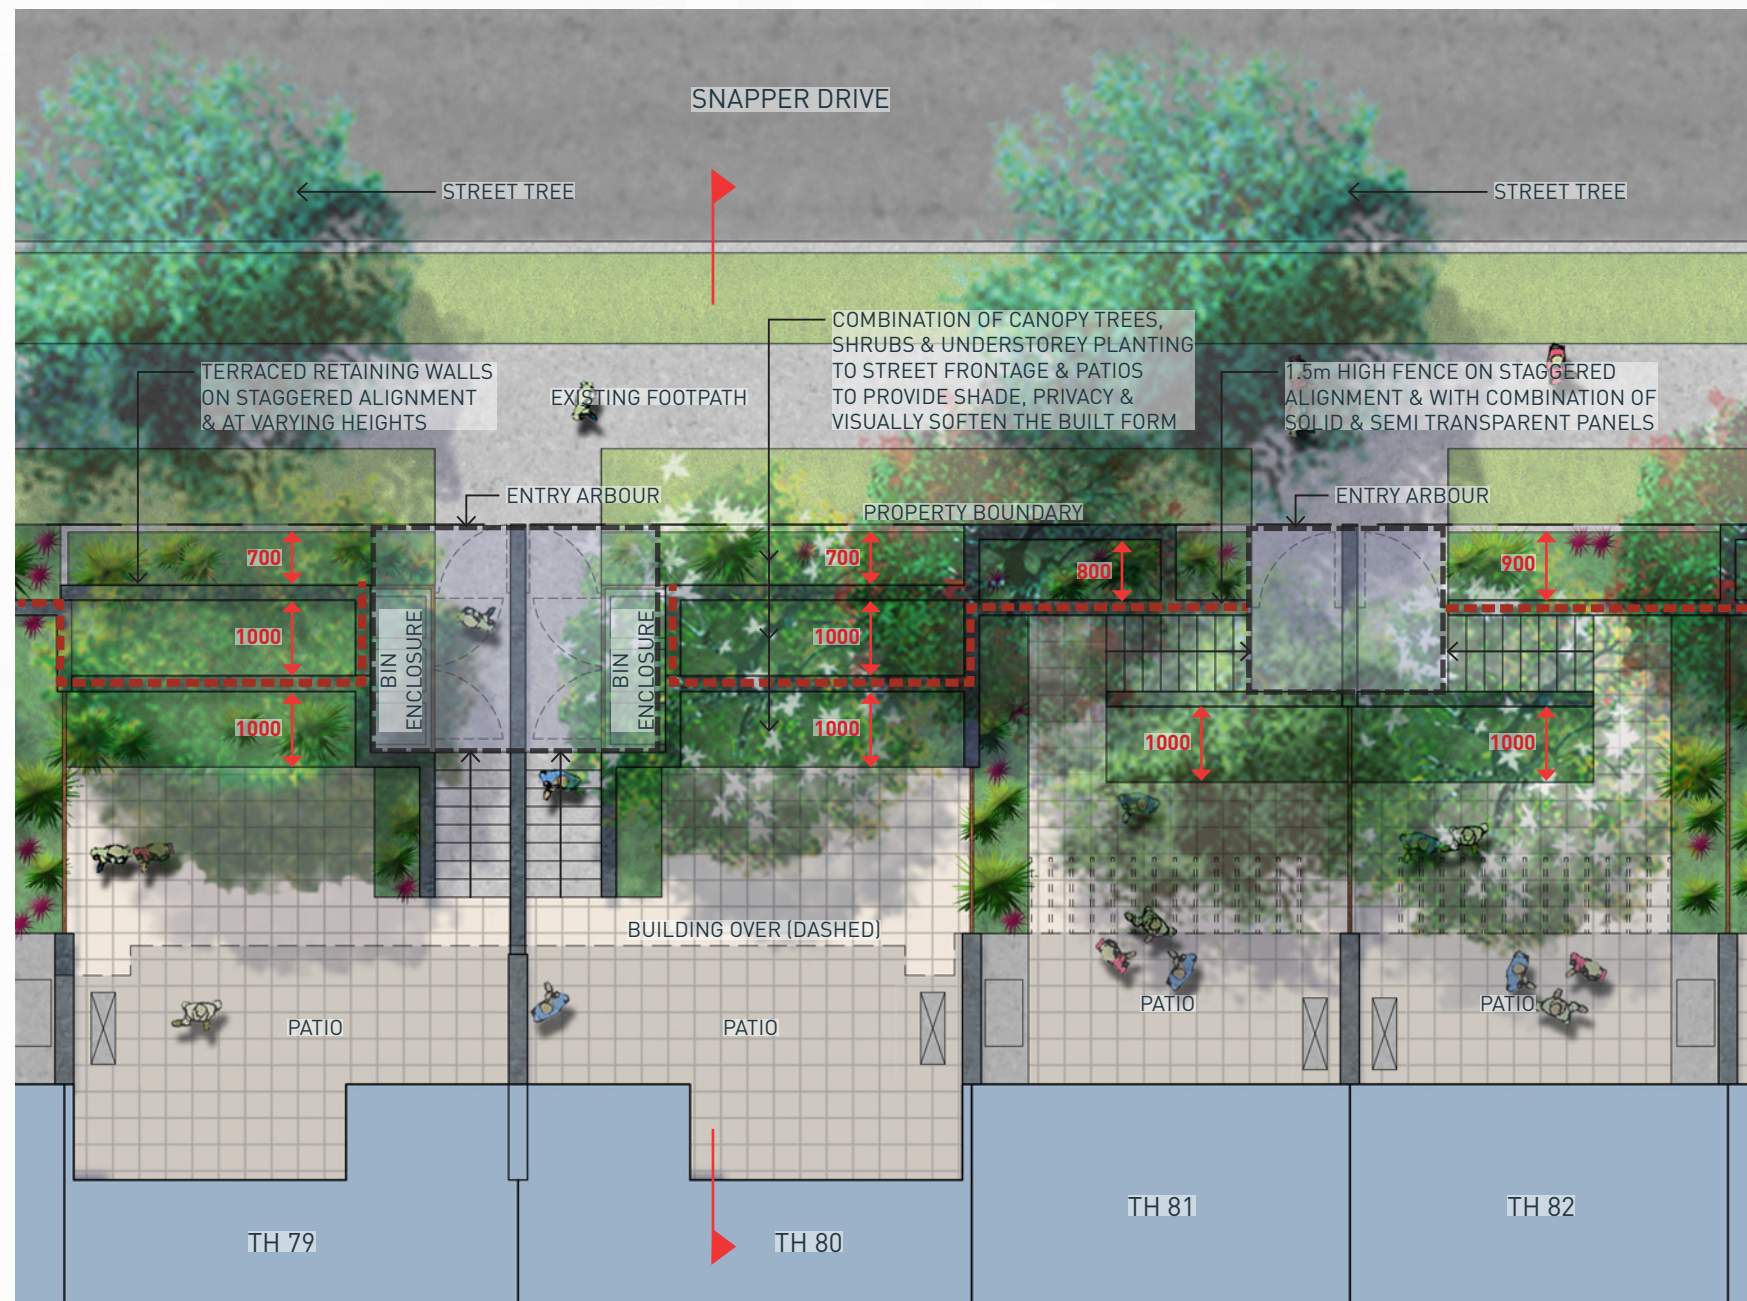 SNAPPER DRIVE
STREET TREE
STREET TREE
COMBINATION OF CANOPY TREES,
SHRUBS & UNDERSTOREY PLANTING
TO STREET FRONTAGE & PATIOS
TO PROVIDE SHADE, PRIVACY &
VISUALLY SOFTEN THE BUILT FORM
TERRACED RETAINING WALLS
ON STAGGERED ALIGNMENT
& AT VARYING HEIGHTS
EXISTING FOOTPATH
1.5m HIGH FENCE ON STAGGERED
ALIGNMENT & WITH COMBINATION OF
SOLID & SEMI TRANSPARENT PANELS
ENTRY ARBOUR
ENTRY ARBOUR
PROPERTY BOUNDARY
700
700
800
900
1000
1000
BIN
ENCLOSURE
BIN
ENCLOSURE
1000
1000
1000
1000
BUILDING OVER (DASHED)
PATIO
PATIO
PATIO
PATIO
TH 79
TH 80
TH 81
TH 82